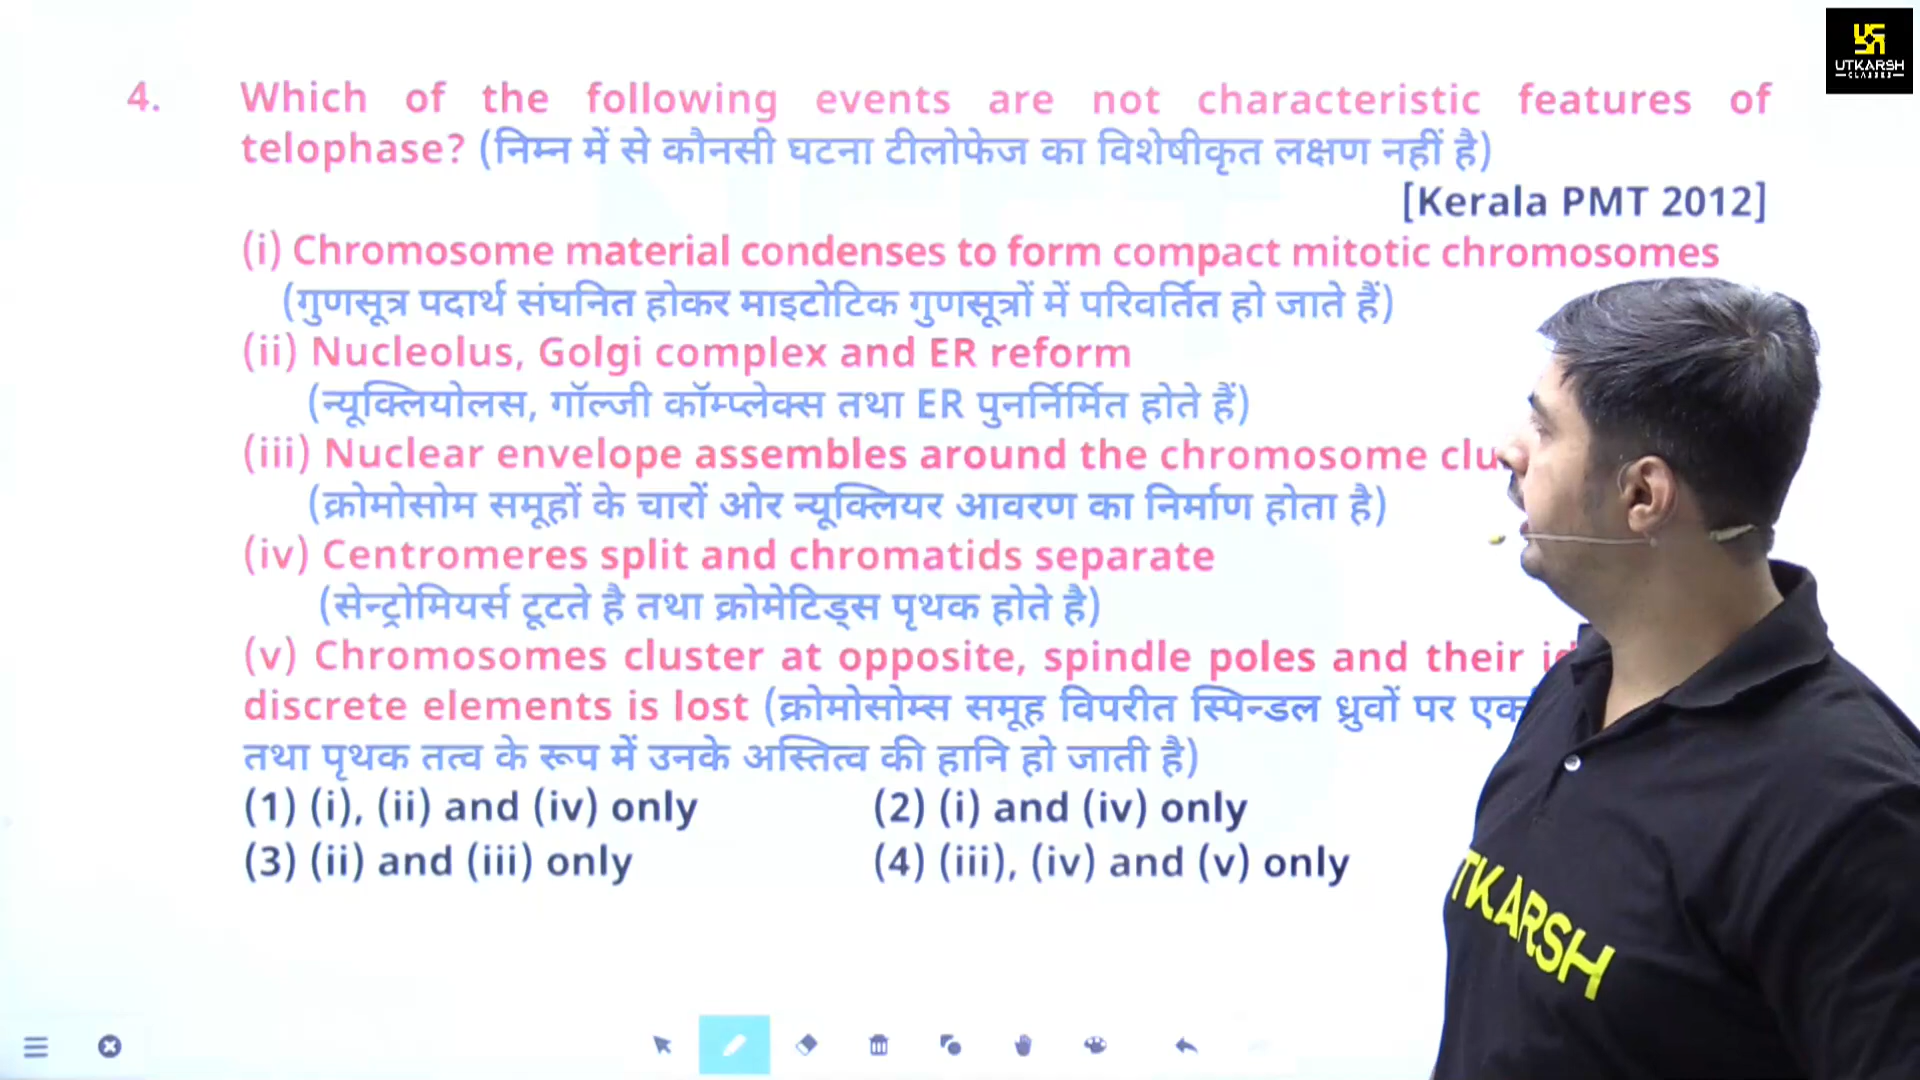 UTKARSH
CLASSES
4. Which of the following events are not characteristic features of
telophase? (निम्न में से कौनसी घटना टीलोफेज का विशेषीकृत लक्षण नहीं है)
[Kerala PMT 2012]
(i) Chromosome material condenses to form compact mitotic chromosomes
(गुणसूत्र पदार्थ संघनित होकर माइटोटिक गुणसूत्रों में परिवर्तित हो जाते हैं)
(ii) Nucleolus, Golgi complex and ER reform
(न्यूक्लियोलस, गॉल्जी कॉम्प्लेक्स तथा ER पुनर्निर्मित होते हैं)
(iii) Nuclear envelope assembles around the chromosome
(क्रोमोसोम समूहों के चारों ओर न्यूक्लियर आवरण का निर्माण होता है)
(iv) Centromeres split and chromatids separate
(सेन्ट्रोमियर्स टूटते है तथा क्रोमेटिड्स पृथक होते है)
(v) Chromosomes cluster at opposite, spindle poles and their
discrete elements is lost (क्रोमोसोम्स समूह विपरीत स्पिन्डल ध्रुवों पर
तथा पृथक तत्व के रूप में उनके अस्तित्व की हानि हो जाती है)
(1) (i), (ii) and (iv) only (2) (i) and (iv) only
(3) (ii) and (iii) only (4) (iii), (iv) and (v) only
TKARSH